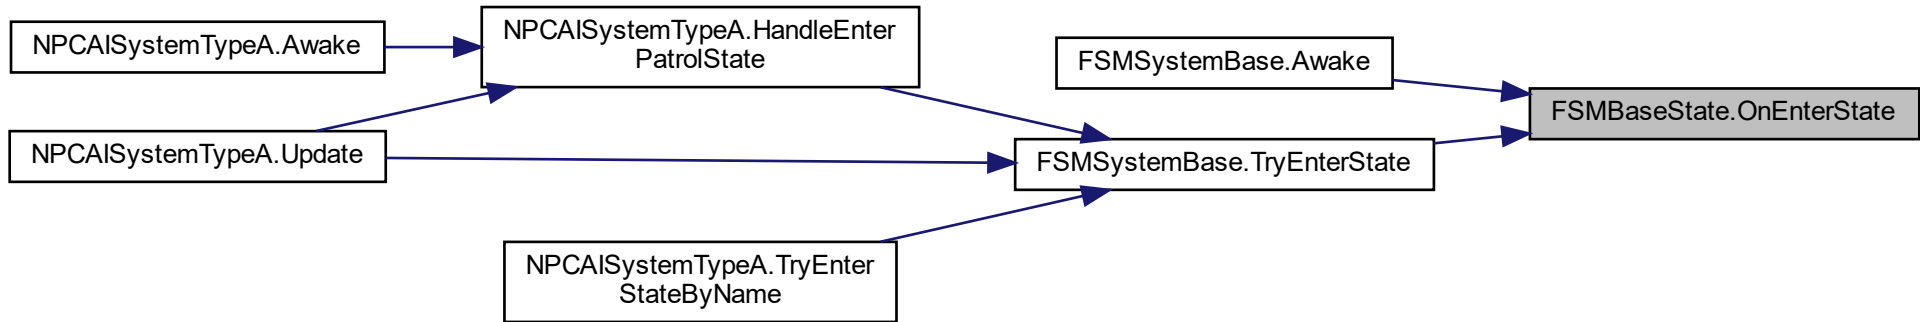 NPCAISystemTypeA.Awake
NPCAISystemTypeA.HandleEnter
PatrolState
FSMSystemBase.Awake
FSMBaseState.OnEnterState
NPCAISystemTypeA.Update
FSMSystemBase.TryEnterState
NPCAISystemTypeA.TryEnter
StateByName